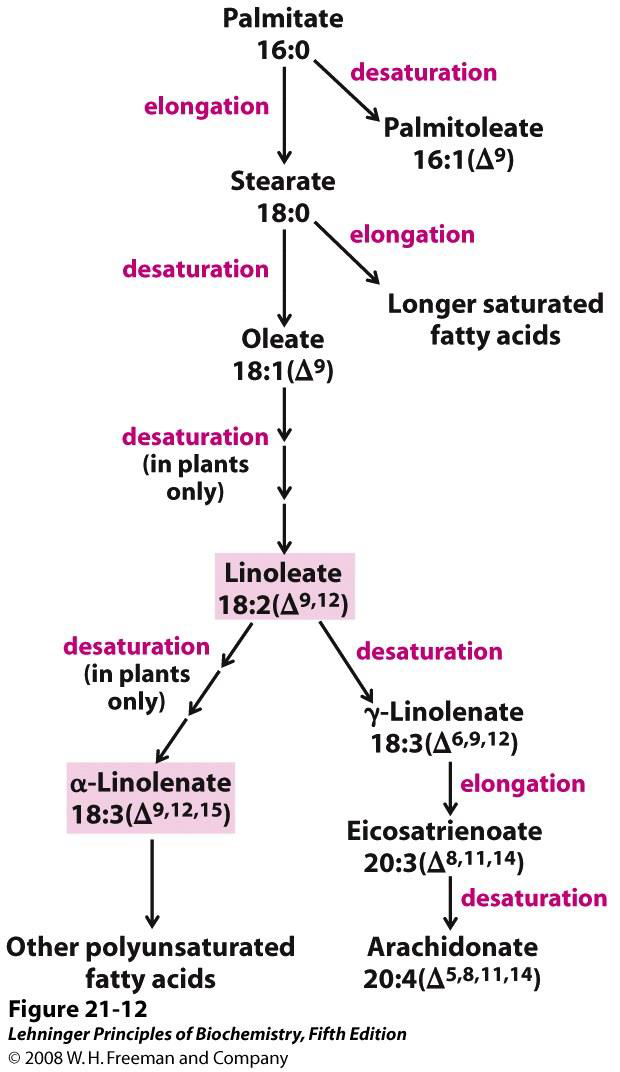 Palmitate
16:0
desaturation
elongation
Palmitoleate
16:1(Δ⁹)
Stearate
18:0
elongation
desaturation
Longer saturated
fatty acids
Oleate
18:1(Δ⁹)
desaturation
(in plants
only)
Linoleate
18:2(Δ⁹,¹²)
desaturation
(in plants
only)
desaturation
γ-Linolenate
18:3(Δ⁶,⁹,¹²)
α-Linolenate
18:3(Δ⁹,¹²,¹⁵)
elongation
Eicosatrienoate
20:3(Δ⁸,¹¹,¹⁴)
desaturation
Other polyunsaturated
fatty acids
Arachidonate
20:4(Δ⁵,⁸,¹¹,¹⁴)
Figure 21-12
Lehninger Principles of Biochemistry, Fifth Edition
© 2008 W. H. Freeman and Company